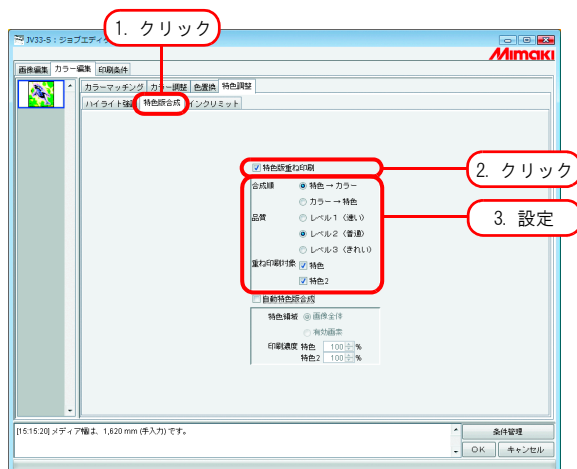 1. クリック
JV33-S : ジョブエディ
Mimaki
画像編集 カラー編集 印刷条件
カラーマッチング カラー調整 色置換 特色調整
ハイライト強調 特色版合成 インクリミット
特色版重ね印刷
2. クリック
合成順 特色 → カラー
カラー → 特色
3. 設定
品質 レベル 1 (速い)
レベル 2 (普通)
レベル 3 (きれい)
重ね印刷対象 特色
特色2
自動特色版合成
特色領域 画像全体
有効画素
印刷濃度 特色 100 %
特色2 100 %
[15:15:20] メディア幅は、1,620 mm (手入力) です。
条件管理
OK キャンセル